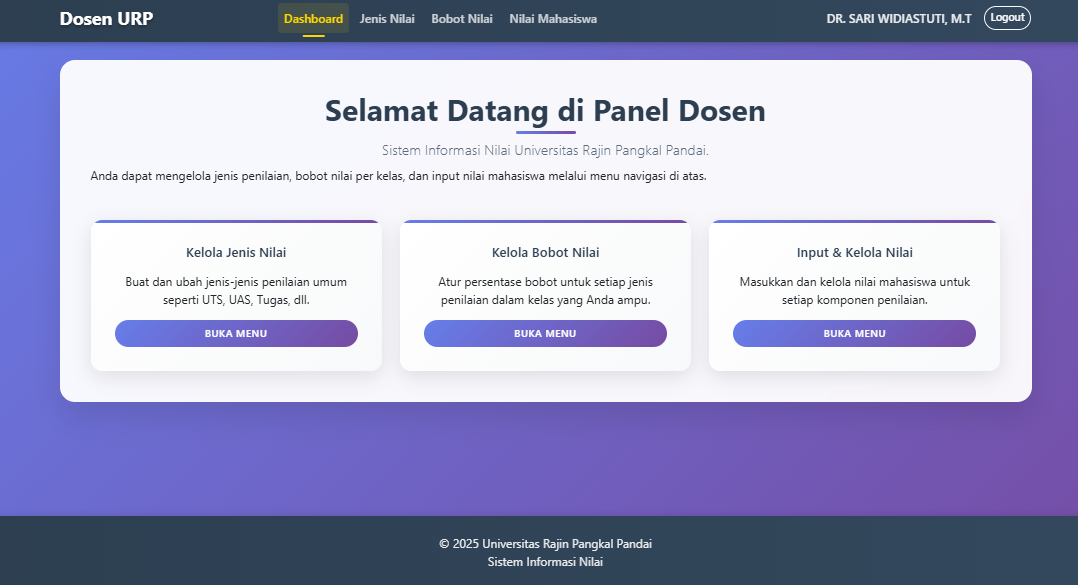 Dosen URP
Dashboard
Jenis Nilai
Bobot Nilai
Nilai Mahasiswa
DR. SARI WIDIASTUTI, M.T
Logout
Selamat Datang di Panel Dosen
Sistem Informasi Nilai Universitas Rajin Pangkal Pandai.
Anda dapat mengelola jenis penilaian, bobot nilai per kelas, dan input nilai mahasiswa melalui menu navigasi di atas.
Kelola Jenis Nilai
Buat dan ubah jenis-jenis penilaian umum
seperti UTS, UAS, Tugas, dll.
BUKA MENU
Kelola Bobot Nilai
Atur persentase bobot untuk setiap jenis
penilaian dalam kelas yang Anda ampu.
BUKA MENU
Input & Kelola Nilai
Masukkan dan kelola nilai mahasiswa untuk
setiap komponen penilaian.
BUKA MENU
© 2025 Universitas Rajin Pangkal Pandai
Sistem Informasi Nilai